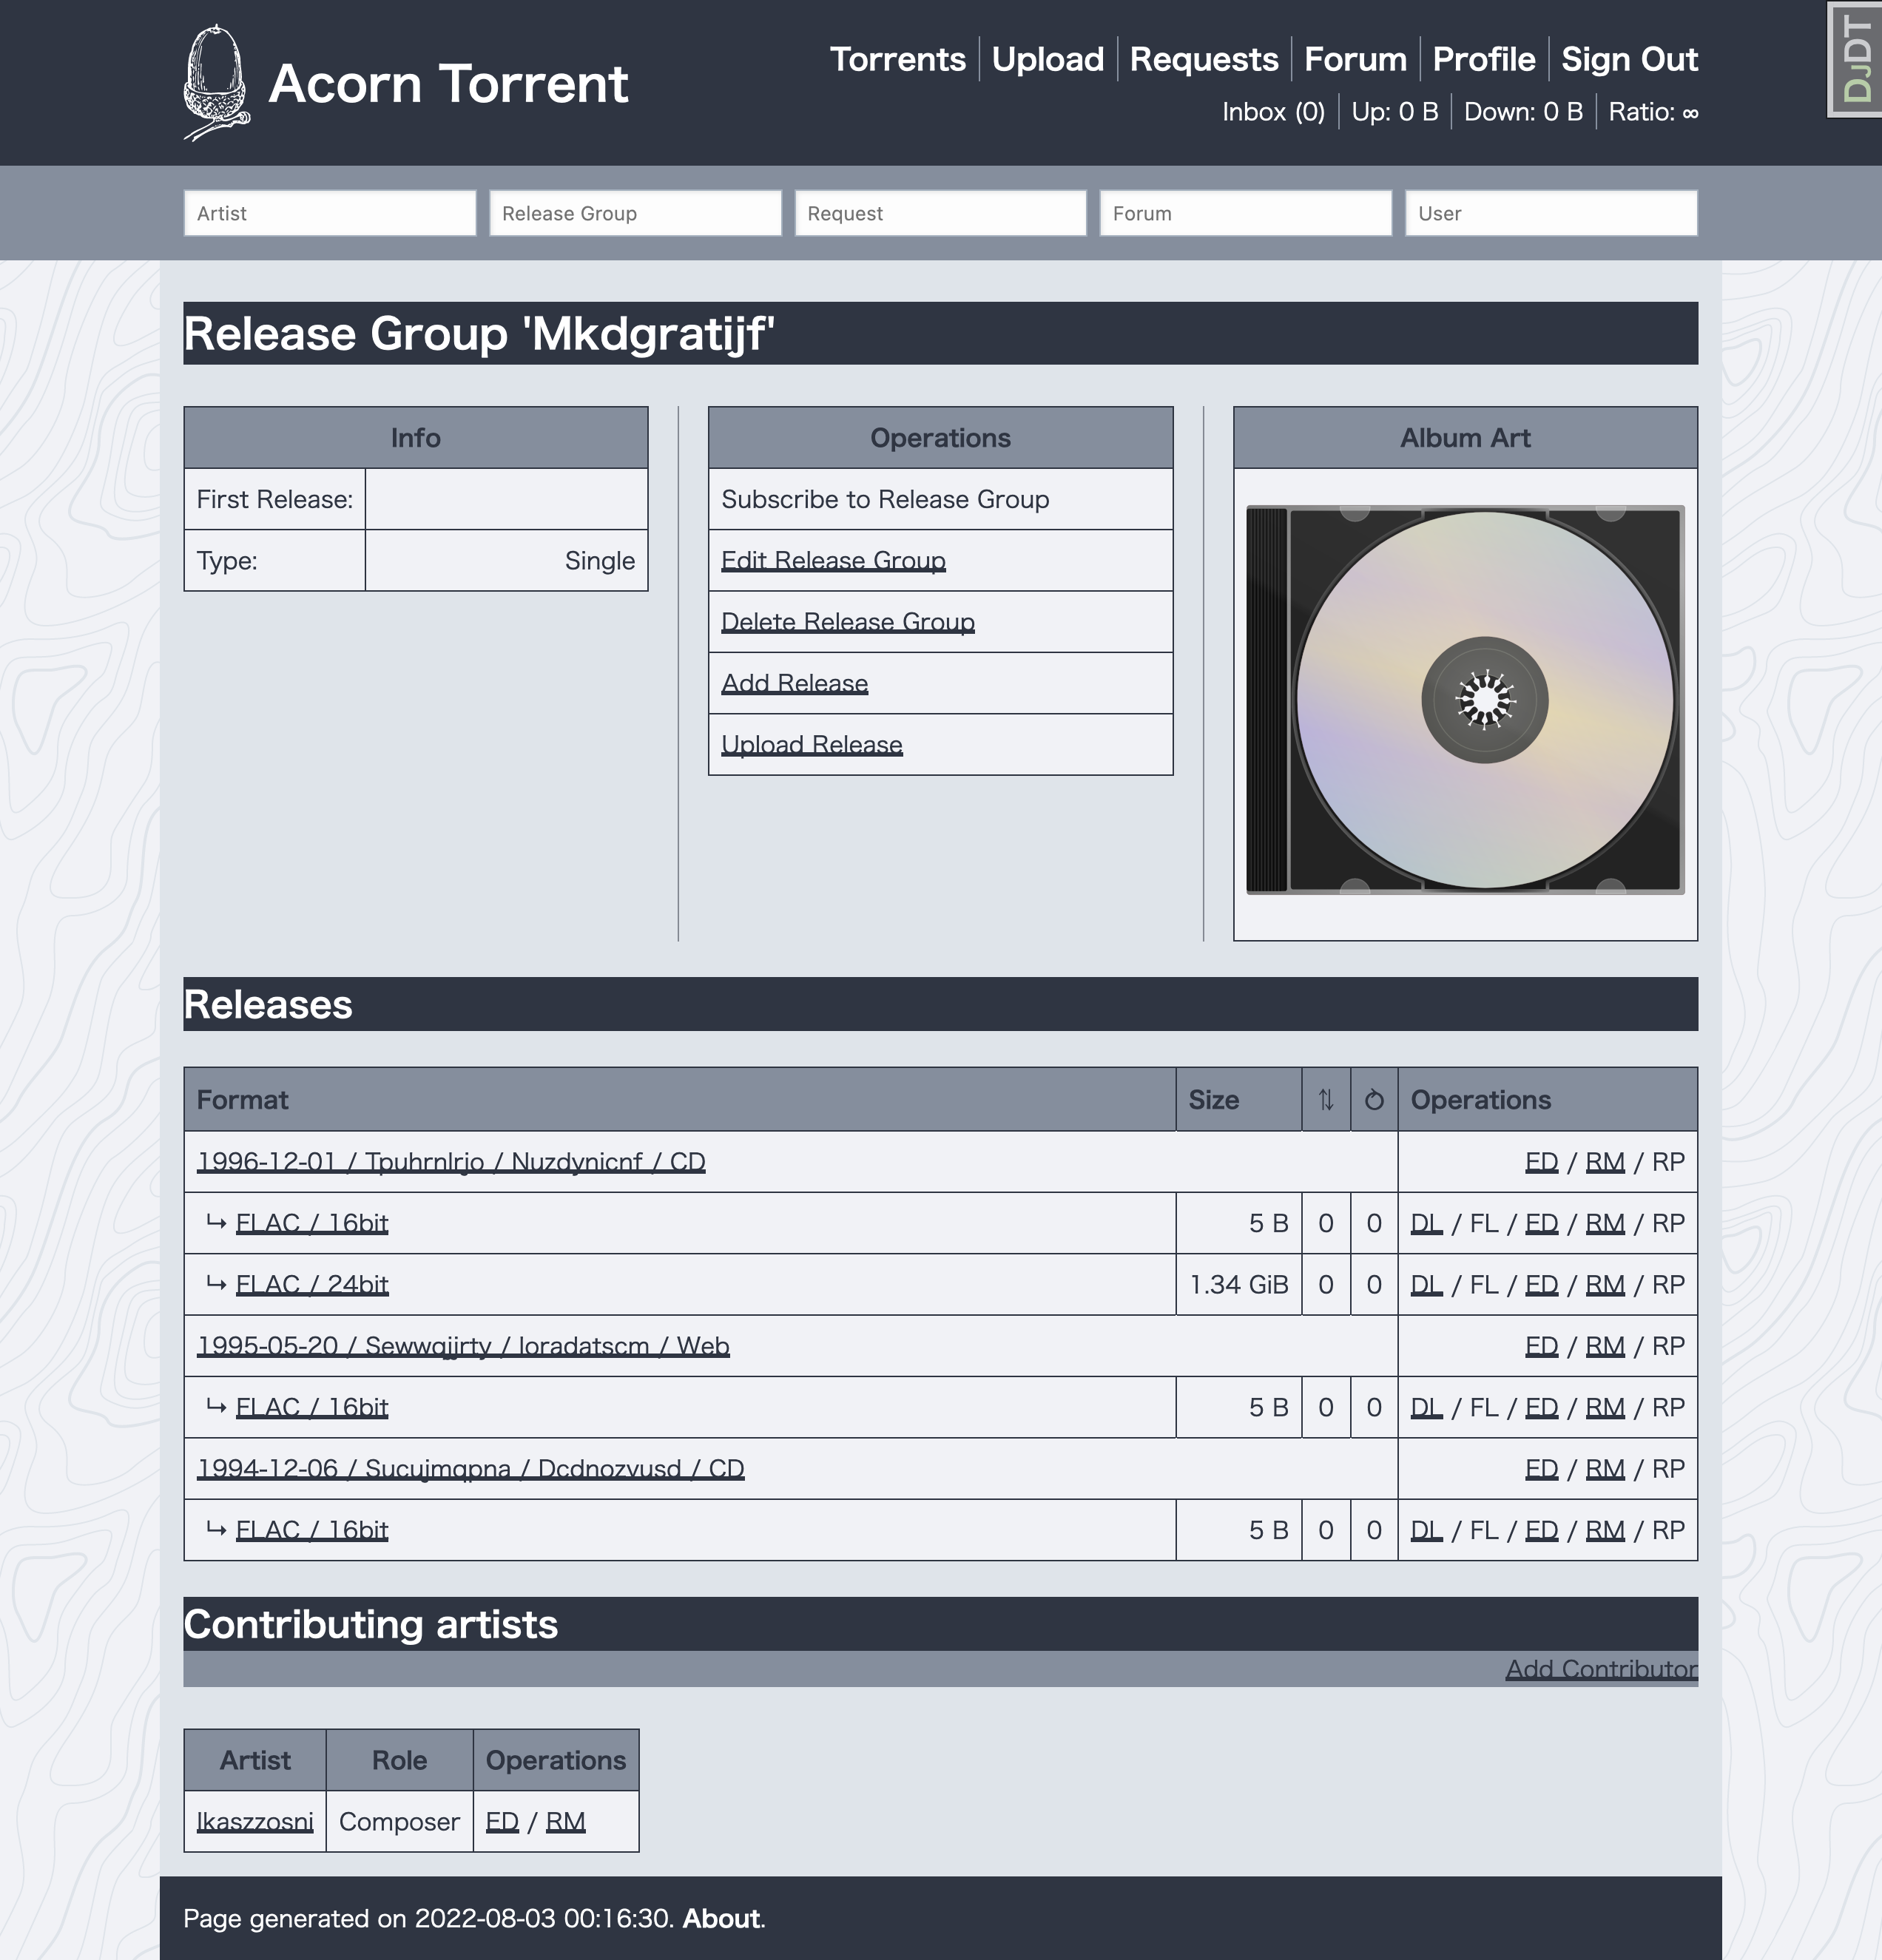 Acorn Torrent
Torrents Upload Requests Forum Profile Sign Out
DJDT
Inbox (0) Up: 0 B Down: 0 B Ratio: ∞
Artist Release Group Request Forum User
Release Group 'Mkdgratijf'
Info
First Release:
Type: Single
Operations
Subscribe to Release Group
Edit Release Group
Delete Release Group
Add Release
Upload Release
Album Art
Releases
Format Size ⇅ ⥁ Operations
1996-12-01 / Tpuhrnlrjo / Nuzdynicnf / CD ED / RM / RP
↳ FLAC / 16bit 5 B 0 0 DL / FL / ED / RM / RP
↳ FLAC / 24bit 1.34 GiB 0 0 DL / FL / ED / RM / RP
1995-05-20 / Sewwqjjrty / Ioradatscm / Web ED / RM / RP
↳ FLAC / 16bit 5 B 0 0 DL / FL / ED / RM / RP
1994-12-06 / Sucujmqpna / Dcdnozvusd / CD ED / RM / RP
↳ FLAC / 16bit 5 B 0 0 DL / FL / ED / RM / RP
Contributing artists
Add Contributor
Artist Role Operations
Ikaszzosni Composer ED / RM
Page generated on 2022-08-03 00:16:30. About.